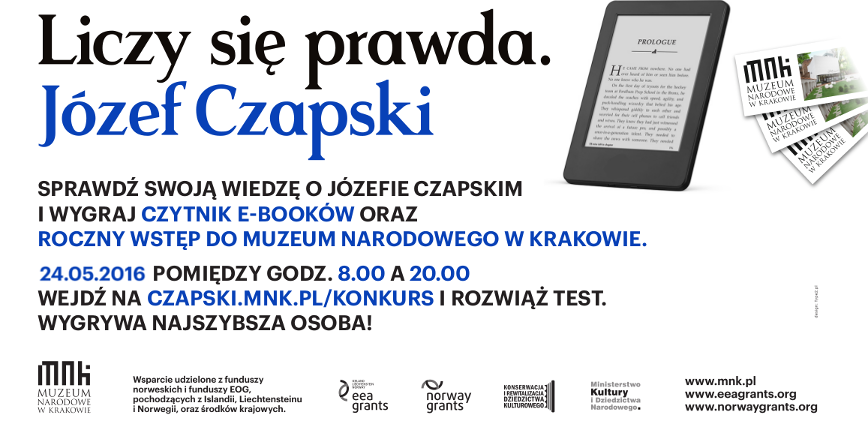 Liczy się prawda.
Józef Czapski
SPRAWDŹ SWOJĄ WIEDZĘ O JÓZEFIE CZAPSKIM
I WYGRAJ CZYTNIK E-BOOKÓW ORAZ
ROCZNY WSTĘP DO MUZEUM NARODOWEGO W KRAKOWIE.
24.05.2016 POMIĘDZY GODZ. 8.00 A 20.00
WEJDŹ NA CZAPSKI.MNK.PL/KONKURS I ROZWIĄŻ TEST.
WYGRYWA NAJSZYBSZA OSOBA!
PROLOGUE
mnk
MUZEUM
NARODOWE
W KRAKOWIE
MUZEUM
NARODOWE
W KRAKOWIE
MUZEUM
NARODOWE
W KRAKOWIE
mnk
MUZEUM
NARODOWE
W KRAKOWIE
Wsparcie udzielone z funduszy
norweskich i funduszy EOG,
pochodzących z Islandii, Liechtensteinu
i Norwegii, oraz środków krajowych.
eea
grants
norway
grants
KONSERWACJA
I REWITALIZACJA
DZIEDZICTWA
KULTUROWEGO
Ministerstwo
Kultury
i Dziedzictwa
Narodowego.
www.mnk.pl
www.eeagrants.org
www.norwaygrants.org